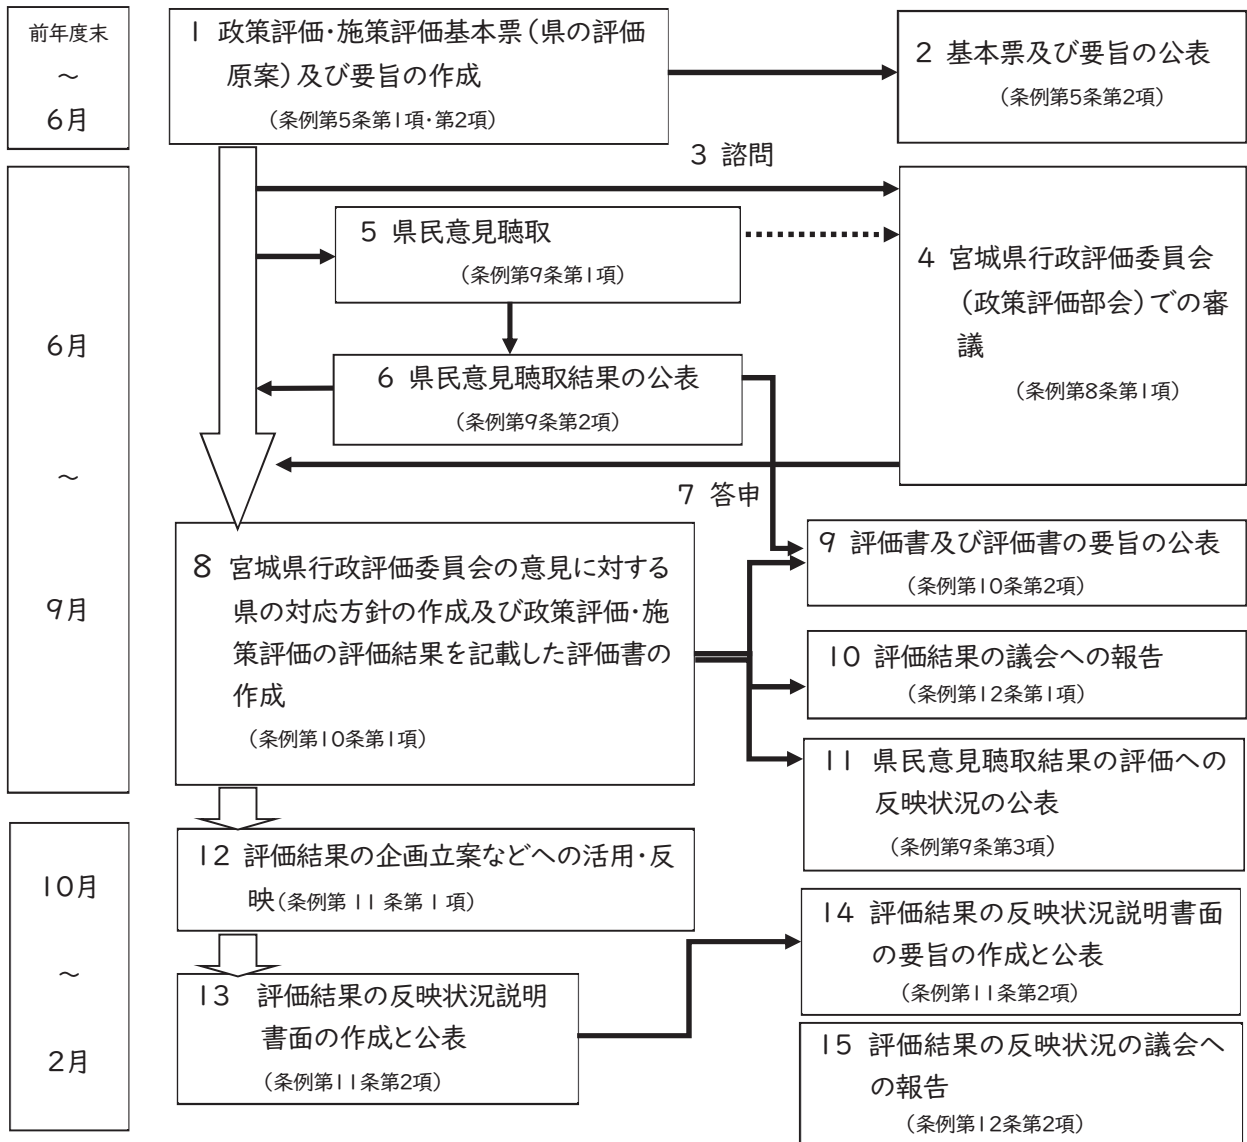 前年度末
～
6月
1 政策評価・施策評価基本票（県の評価
原案）及び要旨の作成
（条例第5条第1項・第2項）
2 基本票及び要旨の公表
（条例第5条第2項）
3 諮問
6月
～
9月
5 県民意見聴取
（条例第9条第1項）
4 宮城県行政評価委員会
（政策評価部会）での審
議
（条例第8条第1項）
6 県民意見聴取結果の公表
（条例第9条第2項）
7 答申
8 宮城県行政評価委員会の意見に対する
県の対応方針の作成及び政策評価・施
策評価の評価結果を記載した評価書の
作成
（条例第10条第1項）
9 評価書及び評価書の要旨の公表
（条例第10条第2項）
10 評価結果の議会への報告
（条例第12条第1項）
11 県民意見聴取結果の評価への
反映状況の公表
（条例第9条第3項）
10月
～
2月
12 評価結果の企画立案などへの活用・反
映（条例第 11 条第 1 項）
13 評価結果の反映状況説明
書面の作成と公表
（条例第11条第2項）
14 評価結果の反映状況説明書面
の要旨の作成と公表
（条例第11条第2項）
15 評価結果の反映状況の議会へ
の報告
（条例第12条第2項）